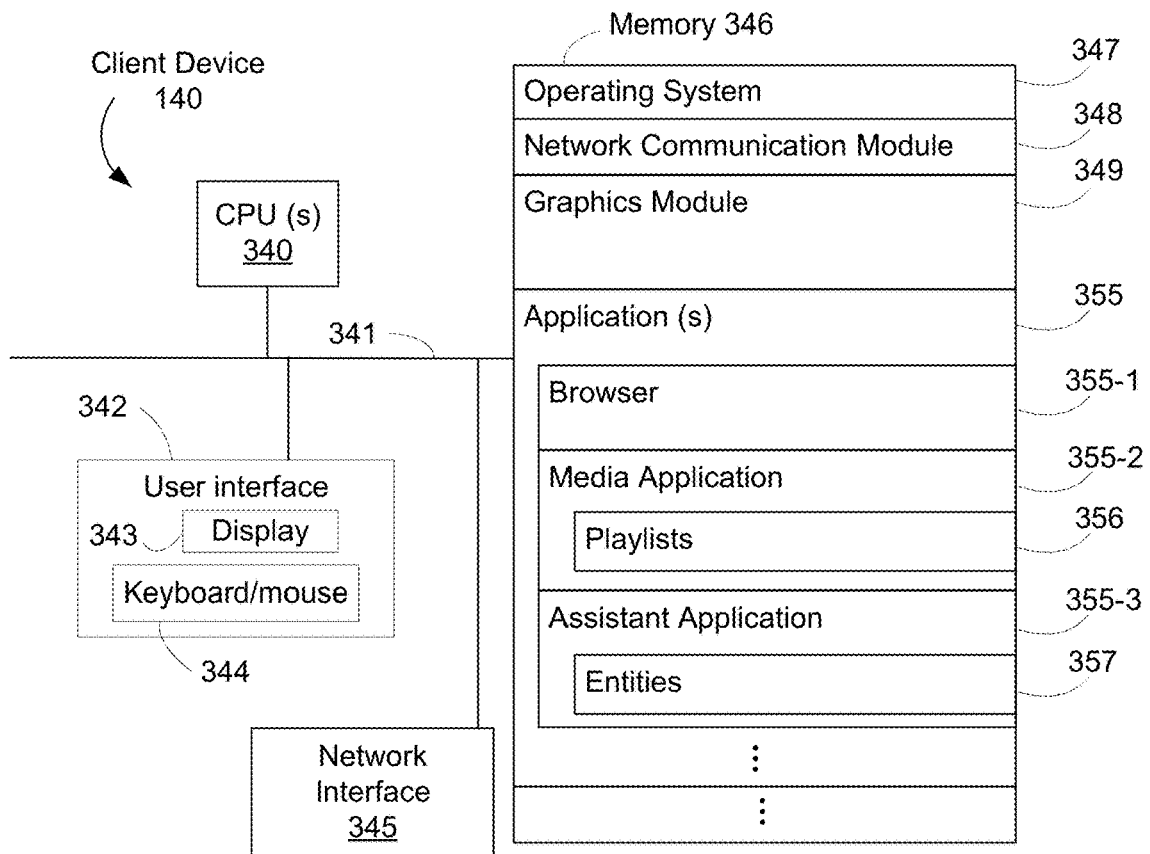 Memory 346
Client Device
140
347
Operating System
348
Network Communication Module
349
Graphics Module
CPU (s)
340
355
Application (s)
341
355-1
Browser
342
355-2
Media Application
User interface
343
Display
356
Playlists
Keyboard/mouse
355-3
Assistant Application
344
357
Entities
Network
Interface
345